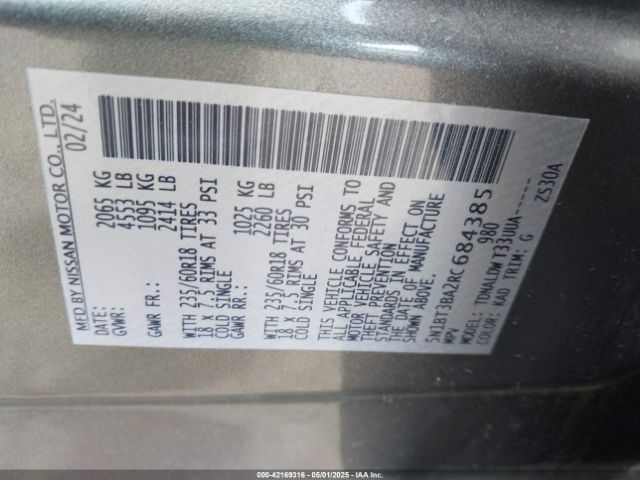 MFD BY NISSAN MOTOR CO., LTD.
DATE: 02/24
GVWR: 2065 KG
4553 LB
GAWR FR.: 1095 KG
2414 LB
WITH 235/60R18 TIRES
18 X 7.5 RIMS AT 33 PSI
COLD SINGLE
GAWR RR.: 1025 KG
2260 LB
WITH 235/60R18 TIRES
18 X 7.5 RIMS AT 30 PSI
COLD SINGLE
THIS VEHICLE CONFORMS TO
ALL APPLICABLE FEDERAL
MOTOR VEHICLE SAFETY AND
THEFT PREVENTION
STANDARDS IN EFFECT ON
THE DATE OF MANUFACTURE
SHOWN ABOVE.
5N1BT3BA2RC684385
MPV 980
MODEL: TDNALDW T33UUA-----
COLOR: KAD TRIM: G ZS30A
000-42169316 - 05/01/2025 - IAAI, Inc.